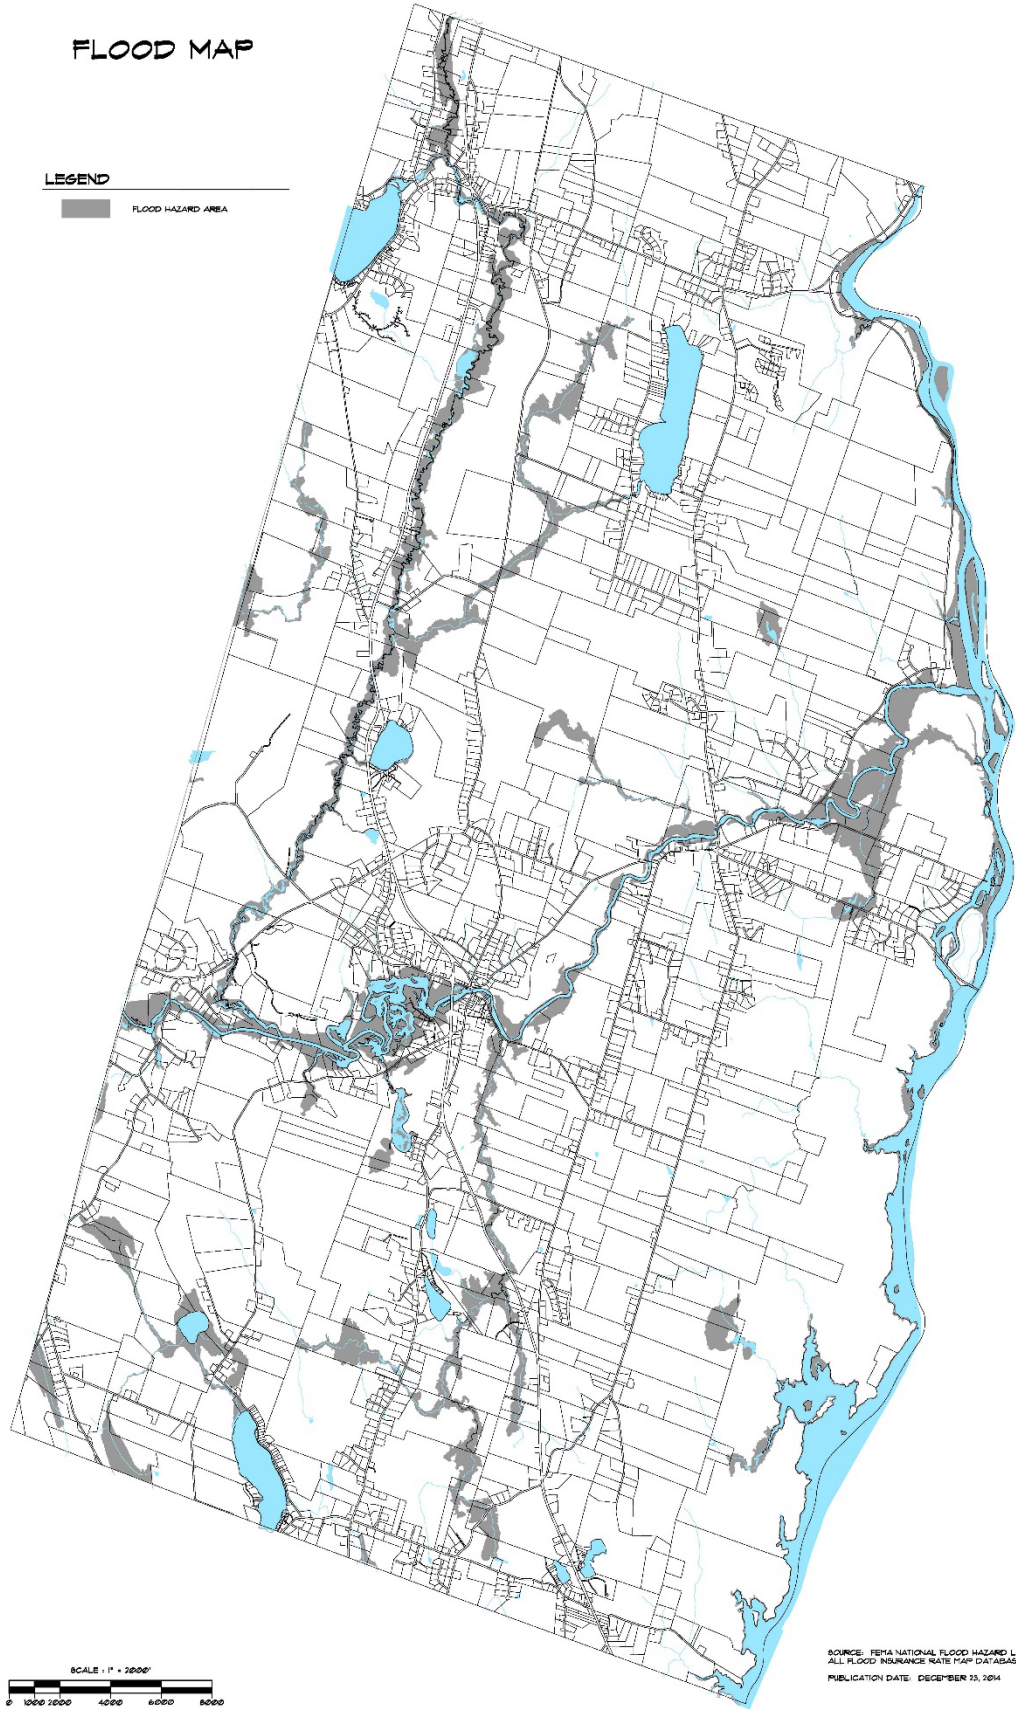 FLOOD MAP
LEGEND
FLOOD HAZARD AREA
SCALE : 1" = 2000'
0 1000 2000 4000 6000 8000
SOURCE: FEMA NATIONAL FLOOD HAZARD L
ALL FLOOD INSURANCE RATE MAP DATABAS
PUBLICATION DATE: DECEMBER 23, 2014